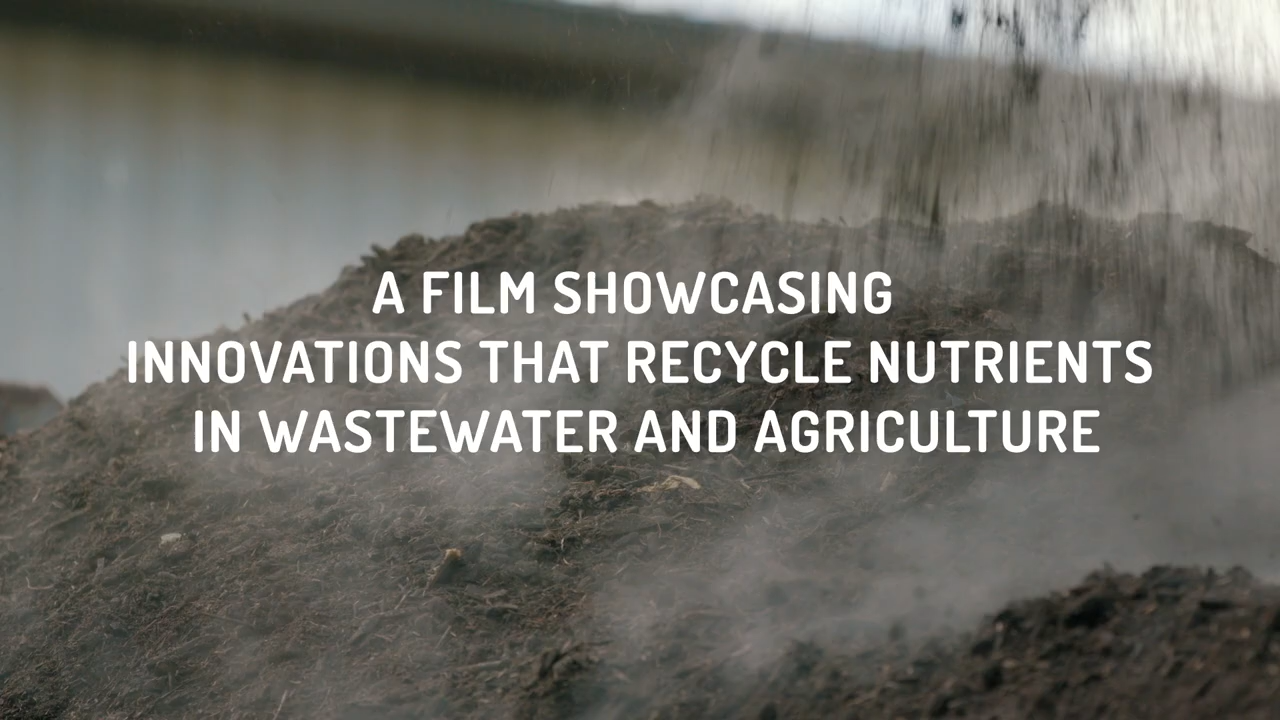 A FILM SHOWCASING
INNOVATIONS THAT RECYCLE NUTRIENTS
IN WASTEWATER AND AGRICULTURE